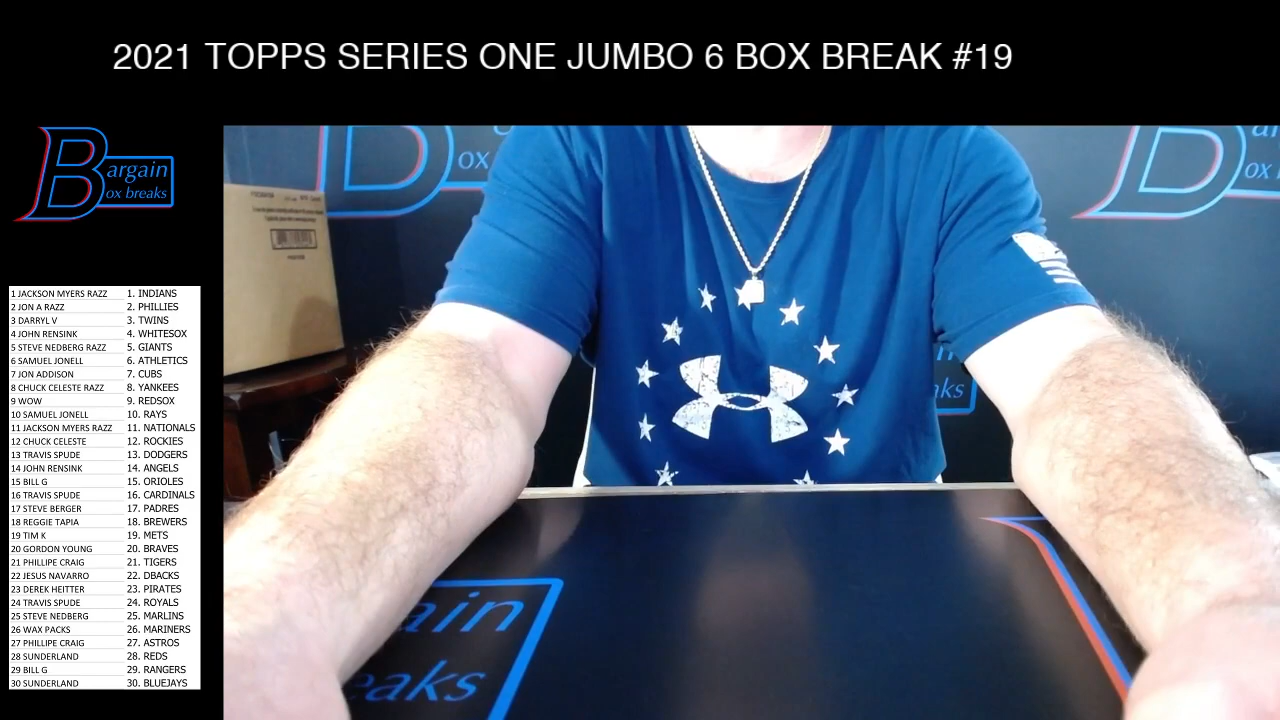 2021 TOPPS SERIES ONE JUMBO 6 BOX BREAK #19
Bargain
ox breaks
1 JACKSON MYERS RAZZ 1. INDIANS
2 JON A RAZZ 2. PHILLIES
3 DARRYL V 3. TWINS
4 JOHN RENSINK 4. WHITESOX
5 STEVE NEDBERG RAZZ 5. GIANTS
6 SAMUEL JONELL 6. ATHLETICS
7 JON ADDISON 7. CUBS
8 CHUCK CELESTE RAZZ 8. YANKEES
9 WOW 9. REDSOX
10 SAMUEL JONELL 10. RAYS
11 JACKSON MYERS RAZZ 11. NATIONALS
12 CHUCK CELESTE 12. ROCKIES
13 TRAVIS SPUDE 13. DODGERS
14 JOHN RENSINK 14. ANGELS
15 BILL G 15. ORIOLES
16 TRAVIS SPUDE 16. CARDINALS
17 STEVE BERGER 17. PADRES
18 REGGIE TAPIA 18. BREWERS
19 TIM K 19. METS
20 GORDON YOUNG 20. BRAVES
21 PHILLIPE CRAIG 21. TIGERS
22 JESUS NAVARRO 22. DBACKS
23 DEREK HEITTER 23. PIRATES
24 TRAVIS SPUDE 24. ROYALS
25 STEVE NEDBERG 25. MARLINS
26 WAX PACKS 26. MARINERS
27 PHILLIPE CRAIG 27. ASTROS
28 SUNDERLAND 28. REDS
29 BILL G 29. RANGERS
30 SUNDERLAND 30. BLUEJAYS
B
ox
B
ain
ox
aks
ain
eaks